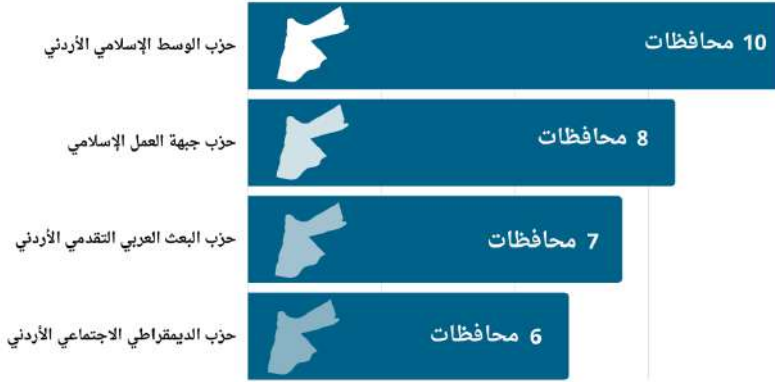 حزب الوسط الإسلامي الأردني
10 محافظات
حزب جبهة العمل الإسلامي
8 محافظات
حزب البعث العربي التقدمي الأردني
7 محافظات
حزب الديمقراطي الاجتماعي الأردني
6 محافظات